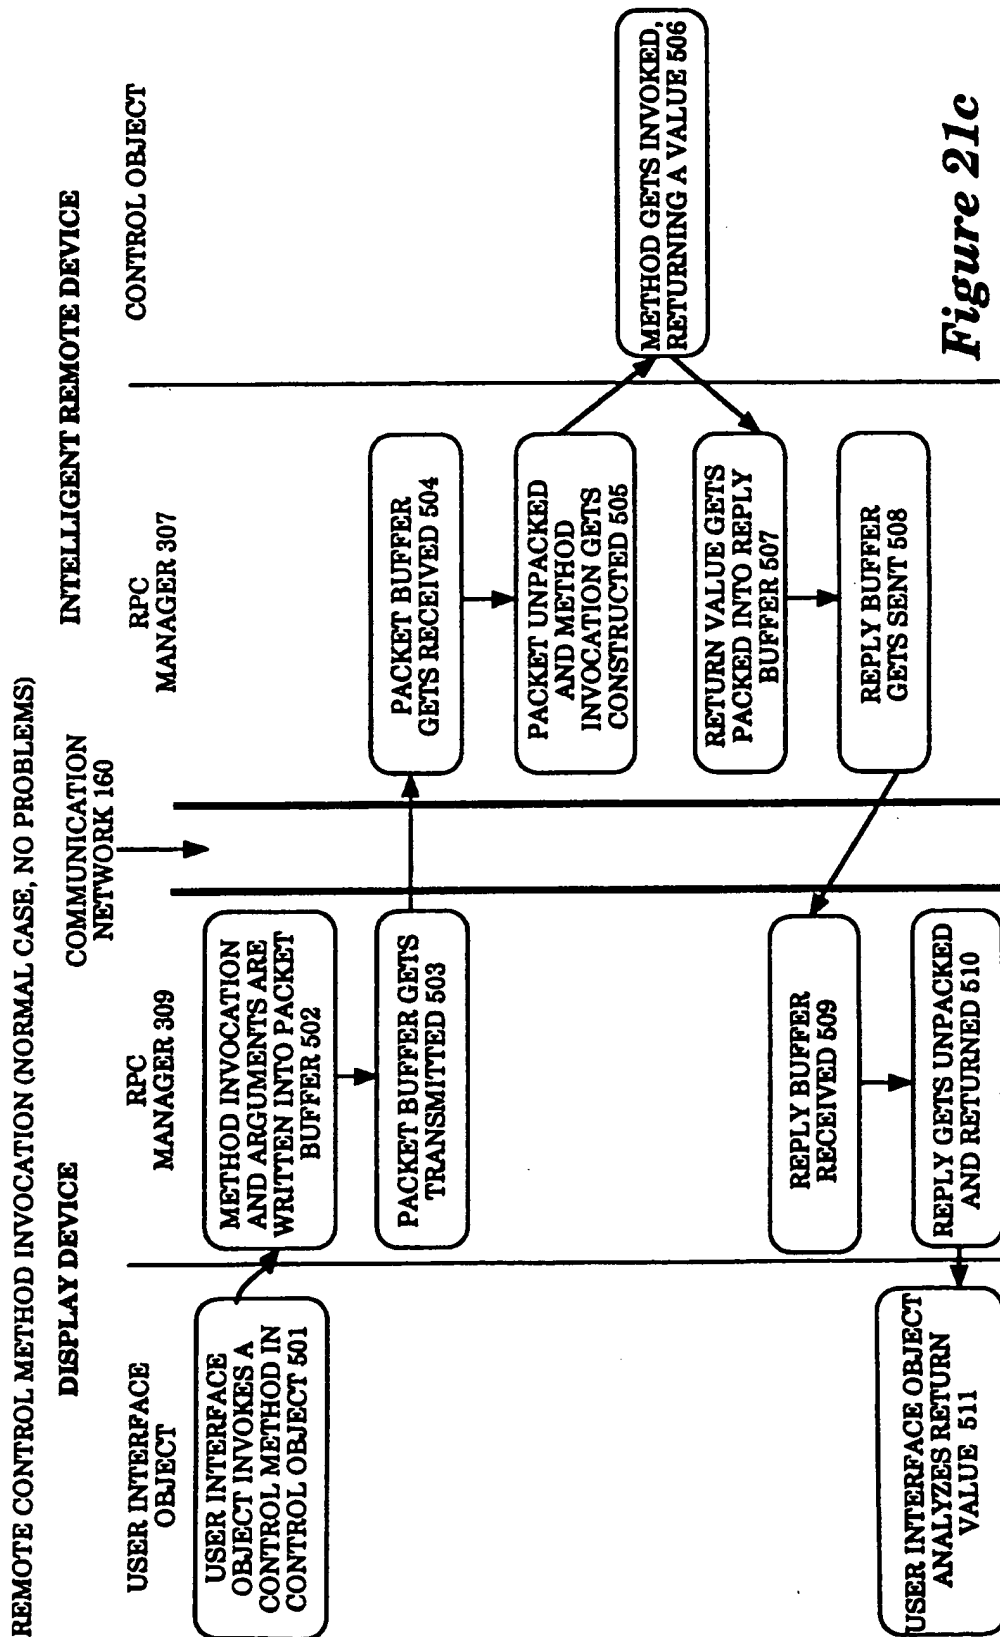 REMOTE CONTROL METHOD INVOCATION (NORMAL CASE, NO PROBLEMS)
DISPLAY DEVICE
COMMUNICATION
NETWORK 160
INTELLIGENT REMOTE DEVICE
USER INTERFACE
OBJECT
RPC
MANAGER 309
RPC
MANAGER 307
CONTROL OBJECT
USER INTERFACE
OBJECT INVOKES A
CONTROL METHOD IN
CONTROL OBJECT 501
METHOD INVOCATION
AND ARGUMENTS ARE
WRITTEN INTO PACKET
BUFFER 502
PACKET BUFFER GETS
TRANSMITTED 503
PACKET BUFFER
GETS RECEIVED 504
PACKET UNPACKED
AND METHOD
INVOCATION GETS
CONSTRUCTED 505
METHOD GETS INVOKED,
RETURNING A VALUE 506
RETURN VALUE GETS
PACKED INTO REPLY
BUFFER 507
REPLY BUFFER
GETS SENT 508
REPLY BUFFER
RECEIVED 509
REPLY GETS UNPACKED
AND RETURNED 510
USER INTERFACE OBJECT
ANALYZES RETURN
VALUE 511
Figure 21c